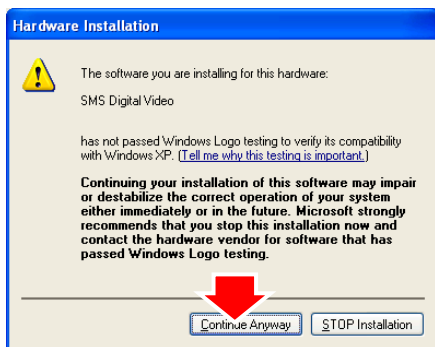 Hardware Installation
The software you are installing for this hardware:
SMS Digital Video
has not passed Windows Logo testing to verify its compatibility
with Windows XP. (Tell me why this testing is important.)
Continuing your installation of this software may impair
or destabilize the correct operation of your system
either immediately or in the future. Microsoft strongly
recommends that you stop this installation now and
contact the hardware vendor for software that has
passed Windows Logo testing.
Continue Anyway STOP Installation